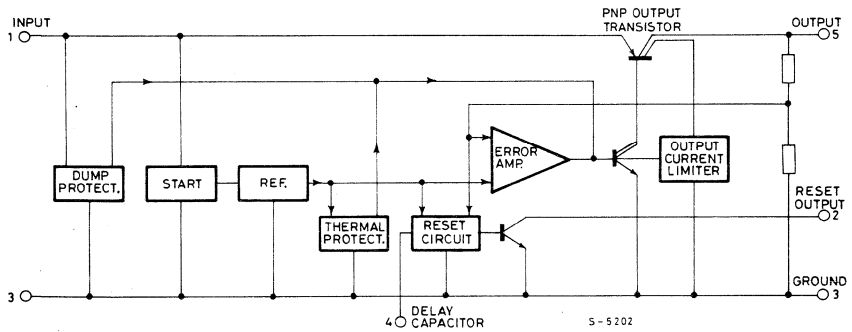 PNP OUTPUT
TRANSISTOR
INPUT
1
OUTPUT
5
DUMP
PROTECT.
START
REF.
ERROR
AMP.
OUTPUT
CURRENT
LIMITER
THERMAL
PROTECT.
RESET
CIRCUIT
RESET
OUTPUT
2
3
GROUND
3
4
DELAY
CAPACITOR
S-5202